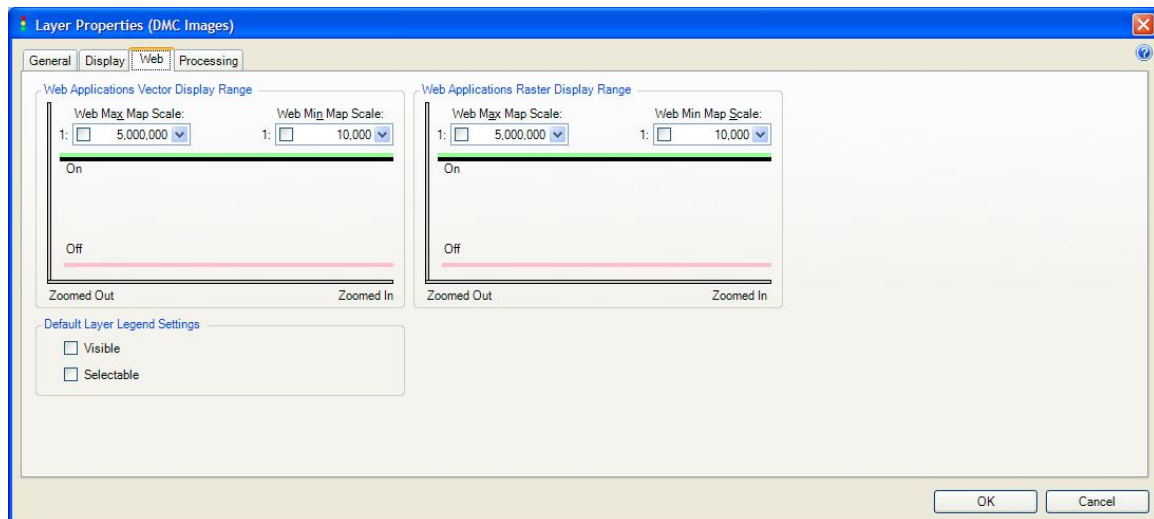 Layer Properties (DMC Images)
General Display Web Processing
Web Applications Vector Display Range
Web Max Map Scale: Web Min Map Scale:
1: 5,000,000 1: 10,000
On
Off
Zoomed Out Zoomed In
Web Applications Raster Display Range
Web Max Map Scale: Web Min Map Scale:
1: 5,000,000 1: 10,000
On
Off
Zoomed Out Zoomed In
Default Layer Legend Settings
Visible
Selectable
OK Cancel